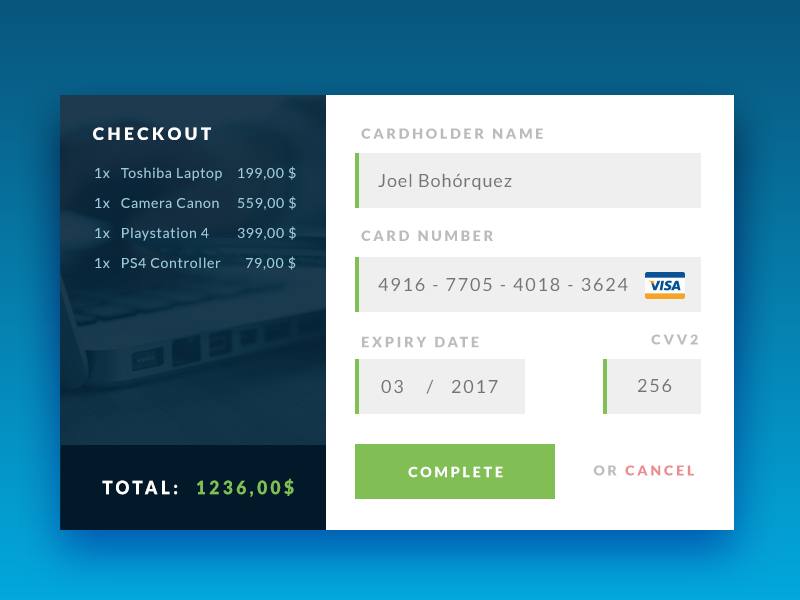 CHECKOUT
1x Toshiba Laptop 199,00 $
1x Camera Canon 559,00 $
1x Playstation 4 399,00 $
1x PS4 Controller 79,00 $
TOTAL: 1236,00$
CARDHOLDER NAME
Joel Bohórquez
CARD NUMBER
4916 - 7705 - 4018 - 3624 VISA
EXPIRY DATE CVV2
03 / 2017 256
COMPLETE OR CANCEL